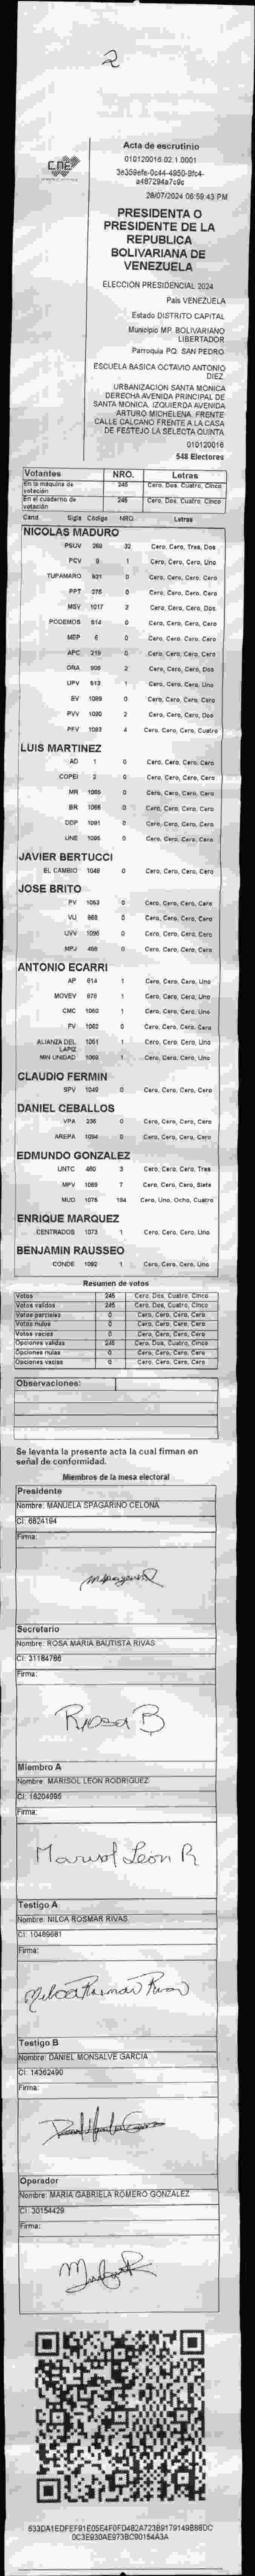 2
CNE
Acta de escrutinio
010120016.02.1.0001
3e359efe-0c44-4950-9fc4-
a467294a7c9c
28/07/2024 06:59:43 PM
PRESIDENTA O
PRESIDENTE DE LA
REPUBLICA
BOLIVARIANA DE
VENEZUELA
ELECCION PRESIDENCIAL 2024
Pais VENEZUELA
Estado DISTRITO CAPITAL
Municipio MP. BOLIVARIANO
LIBERTADOR
Parroquia PQ. SAN PEDRO
ESCUELA BASICA OCTAVIO ANTONIO
DIEZ
URBANIZACION SANTA MONICA
DERECHA AVENIDA PRINCIPAL DE
SANTA MONICA. IZQUIERDA AVENIDA
ARTURO MICHELENA. FRENTE
CALLE CALCANO FRENTE A LA CASA
DE FESTEJO LA SELECTA QUINTA
010120016
548 Electores
Votantes NRO. Letras
En la maquina de votación 245 Cero, Dos, Cuatro, Cinco
En el cuaderno de votación 245 Cero, Dos, Cuatro, Cinco
Cand. Sigla Código NRO. Letras
NICOLAS MADURO
PSUV 269 32 Cero, Cero, Tres, Dos
PCV 9 1 Cero, Cero, Cero, Uno
TUPAMARO 821 0 Cero, Cero, Cero, Cero
PPT 276 0 Cero, Cero, Cero, Cero
MSV 1017 2 Cero, Cero, Cero, Dos
PODEMOS 514 0 Cero, Cero, Cero, Cero
MEP 6 0 Cero, Cero, Cero, Cero
APC 219 0 Cero, Cero, Cero, Cero
ORA 906 2 Cero, Cero, Cero, Dos
UPV 613 1 Cero, Cero, Cero, Uno
EV 1089 0 Cero, Cero, Cero, Cero
PVV 1090 2 Cero, Cero, Cero, Dos
PFV 1093 4 Cero, Cero, Cero, Cuatro
LUIS MARTINEZ
AD 1 0 Cero, Cero, Cero, Cero
COPEI 2 0 Cero, Cero, Cero, Cero
MR 1005 0 Cero, Cero, Cero, Cero
BR 1066 0 Cero, Cero, Cero, Cero
DDP 1091 0 Cero, Cero, Cero, Cero
UNE 1095 0 Cero, Cero, Cero, Cero
JAVIER BERTUCCI
EL CAMBIO 1048 0 Cero, Cero, Cero, Cero
JOSE BRITO
PV 1053 0 Cero, Cero, Cero, Cero
VU 868 0 Cero, Cero, Cero, Cero
UVV 1096 0 Cero, Cero, Cero, Cero
MPJ 468 0 Cero, Cero, Cero, Cero
ANTONIO ECARRI
AP 614 1 Cero, Cero, Cero, Uno
MOVEV 878 1 Cero, Cero, Cero, Uno
CMC 1050 1 Cero, Cero, Cero, Uno
FV 1002 0 Cero, Cero, Cero, Cero
ALIANZA DEL LAPIZ 1051 1 Cero, Cero, Cero, Uno
MIN UNIDAD 1069 1 Cero, Cero, Cero, Uno
CLAUDIO FERMIN
SPV 1049 0 Cero, Cero, Cero, Cero
DANIEL CEBALLOS
VPA 236 0 Cero, Cero, Cero, Cero
AREPA 1094 0 Cero, Cero, Cero, Cero
EDMUNDO GONZALEZ
UNTC 460 3 Cero, Cero, Cero, Tres
MPV 1069 7 Cero, Cero, Cero, Siete
MUD 1075 184 Cero, Uno, Ocho, Cuatro
ENRIQUE MARQUEZ
CENTRADOS 1073 1 Cero, Cero, Cero, Uno
BENJAMIN RAUSSEO
CONDE 1092 1 Cero, Cero, Cero, Uno
Resumen de votos
Votos 245 Cero, Dos, Cuatro, Cinco
Votos validos 245 Cero, Dos, Cuatro, Cinco
Votos parciales 0 Cero, Cero, Cero, Cero
Votos nulos 0 Cero, Cero, Cero, Cero
Votos vacios 0 Cero, Cero, Cero, Cero
Opciones validas 245 Cero, Dos, Cuatro, Cinco
Opciones nulas 0 Cero, Cero, Cero, Cero
Opciones vacias 0 Cero, Cero, Cero, Cero
Observaciones:
Se levanta la presente acta la cual firman en
señal de conformidad.
Miembros de la mesa electoral
Presidente
Nombre: MANUELA SPAGARINO CELONA
CI: 6824194
Firma:
Secretario
Nombre: ROSA MARIA BAUTISTA RIVAS
CI: 31184786
Firma:
Rosa B
Miembro A
Nombre: MARISOL LEON RODRIGUEZ
CI: 16204995
Firma:
Marisol León R
Testigo A
Nombre: NILCA ROSMAR RIVAS
CI: 10489681
Firma:
Testigo B
Nombre: DANIEL MONSALVE GARCIA
CI: 14362490
Firma:
Operador
Nombre: MARIA GABRIELA ROMERO GONZALEZ
CI: 30154429
Firma: